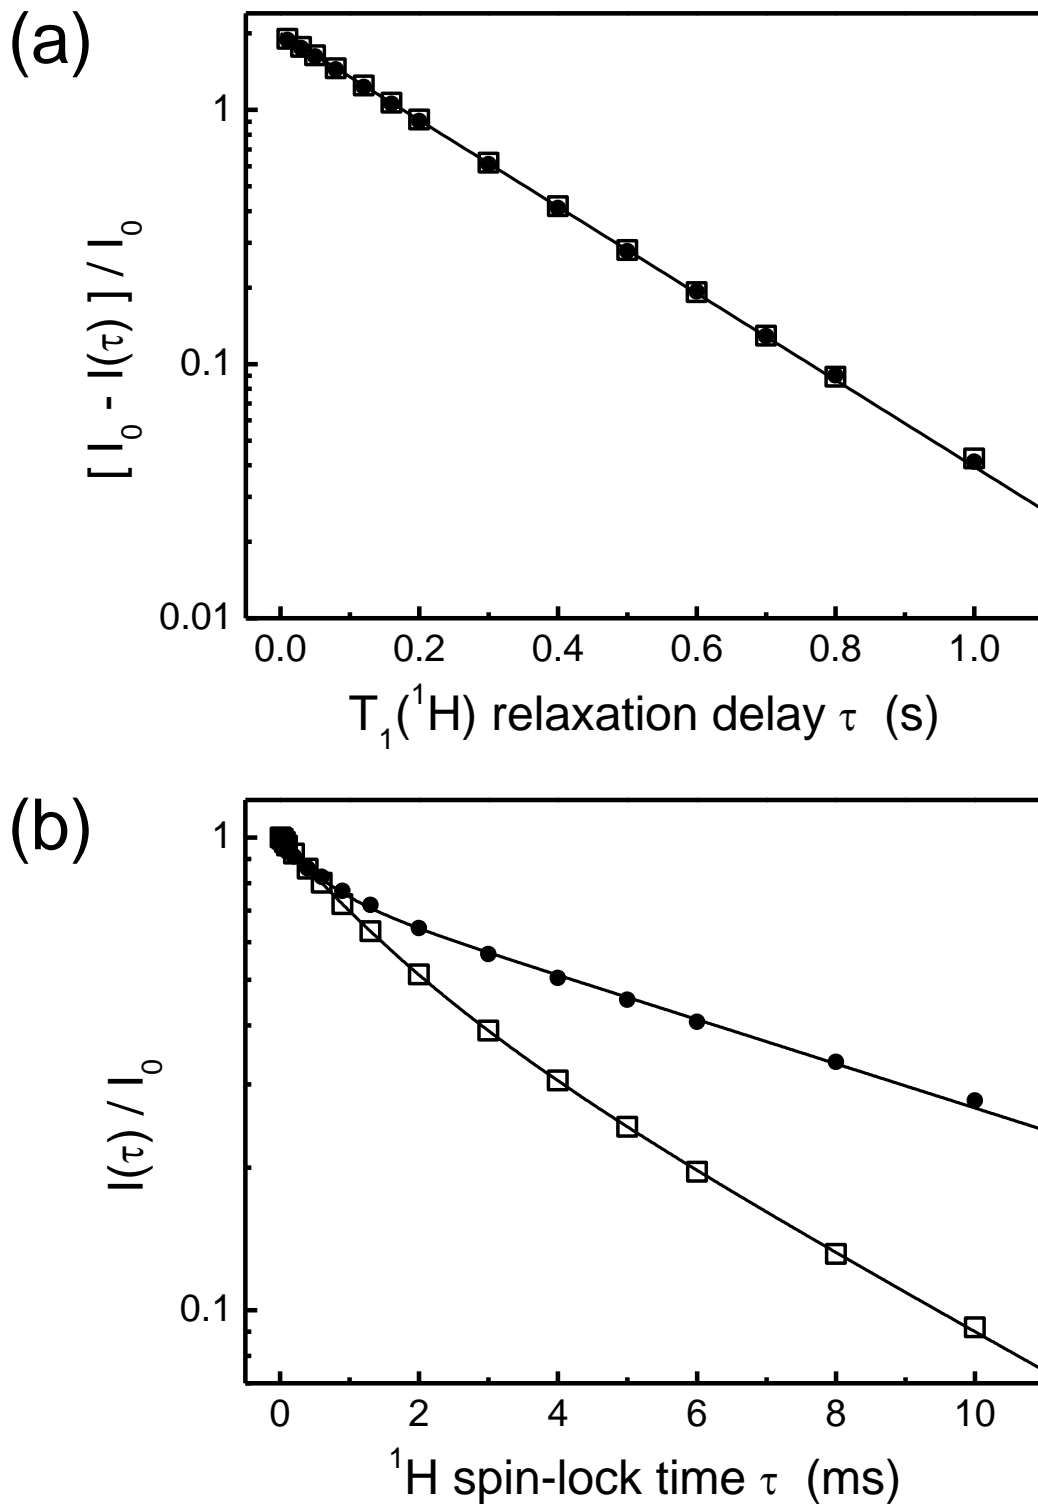 (a)
[ I₀ - I(τ) ] / I₀
1
0.1
0.01
0.0 0.2 0.4 0.6 0.8 1.0
T₁(¹H) relaxation delay τ (s)
(b)
I(τ) / I₀
1
0.1
0 2 4 6 8 10
¹H spin-lock time τ (ms)